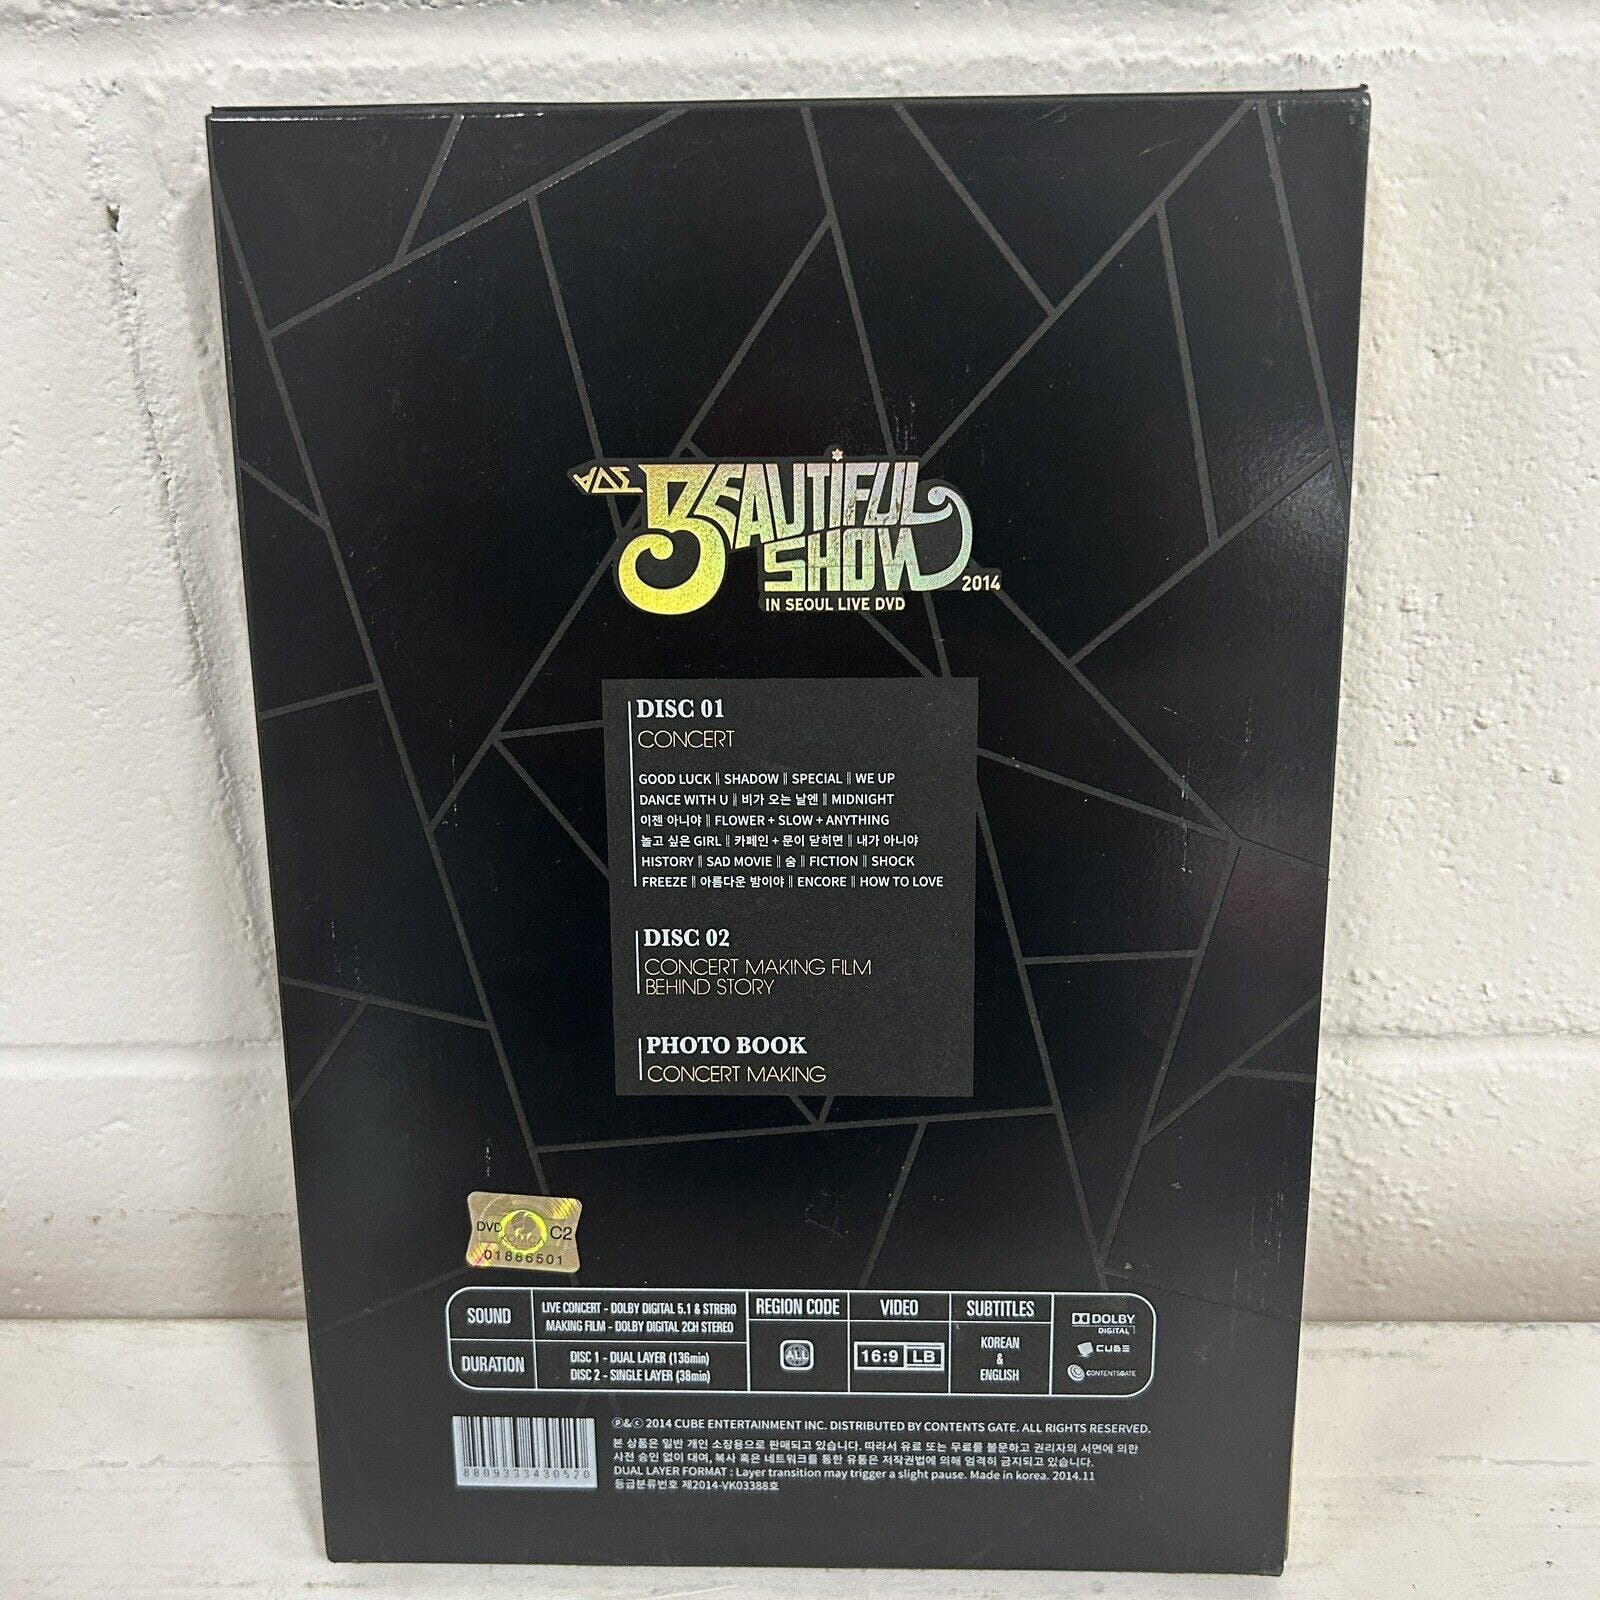 BEAUTIFUL
SHOW
2014
IN SEOUL LIVE DVD
DISC 01
CONCERT
GOOD LUCK || SHADOW || SPECIAL || WE UP
DANCE WITH U || 비가 오는 날엔 || MIDNIGHT
이젠 아니야 || FLOWER + SLOW + ANYTHING
놀고 싶은 GIRL || 카페인 + 문이 닫히면 || 내가 아니야
HISTORY || SAD MOVIE || 숨 || FICTION || SHOCK
FREEZE || 아름다운 밤이야 || ENCORE || HOW TO LOVE
DISC 02
CONCERT MAKING FILM
BEHIND STORY
PHOTO BOOK
CONCERT MAKING
DVD KOMCA C2
01886501
SOUND
LIVE CONCERT - DOLBY DIGITAL 5.1 & STRERO
MAKING FILM - DOLBY DIGITAL 2CH STEREO
DURATION
DISC 1 - DUAL LAYER (136min)
DISC 2 - SINGLE LAYER (38min)
REGION CODE
ALL
VIDEO
16:9 LB
SUBTITLES
KOREAN
&
ENGLISH
DOLBY
DIGITAL
CUBE
CONTENTSGATE
8809333430520
℗&© 2014 CUBE ENTERTAINMENT INC. DISTRIBUTED BY CONTENTS GATE. ALL RIGHTS RESERVED.
본 상품은 일반 개인 소장용으로 판매되고 있습니다. 따라서 유료 또는 무료를 불문하고 권리자의 서면에 의한
사전 승인 없이 대여, 복사 혹은 네트워크를 통한 유통은 저작권법에 의해 엄격히 금지되고 있습니다.
DUAL LAYER FORMAT : Layer transition may trigger a slight pause. Made in korea. 2014.11
등급분류번호 제2014-VK03388호